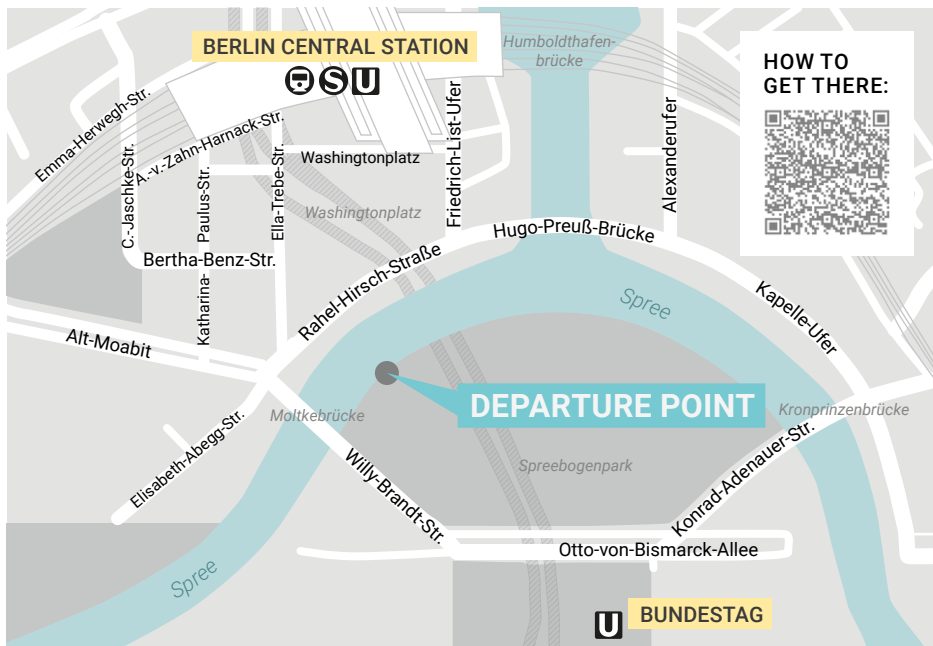 BERLIN CENTRAL STATION
S U
Humboldthafen-
brücke
HOW TO
GET THERE:
Emma-Herwegh-Str.
C.-Jaschke-Str.
A.-v.-Zahn-Harnack-Str.
Katharina-Paulus-Str.
Ella-Trebe-Str.
Washingtonplatz
Washingtonplatz
Friedrich-List-Ufer
Alexanderufer
Bertha-Benz-Str.
Rahel-Hirsch-Straße
Hugo-Preuß-Brücke
Kapelle-Ufer
Spree
Alt-Moabit
DEPARTURE POINT
Moltkebrücke
Kronprinzenbrücke
Elisabeth-Abegg-Str.
Willy-Brandt-Str.
Spreebogenpark
Konrad-Adenauer-Str.
Otto-von-Bismarck-Allee
Spree
U
BUNDESTAG